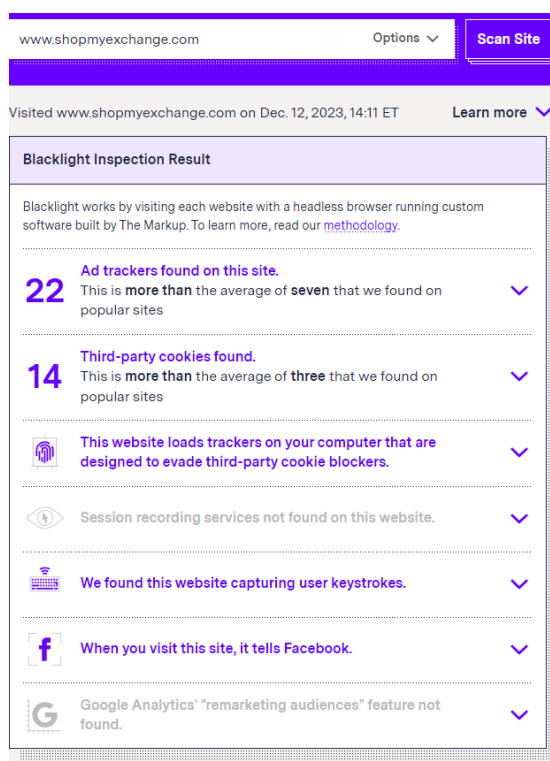 www.shopmyexchange.com
Options
Scan Site
Visited www.shopmyexchange.com on Dec. 12, 2023, 14:11 ET
Learn more
Blacklight Inspection Result
Blacklight works by visiting each website with a headless browser running custom
software built by The Markup. To learn more, read our methodology.
22
Ad trackers found on this site.
This is more than the average of seven that we found on
popular sites
14
Third-party cookies found.
This is more than the average of three that we found on
popular sites
This website loads trackers on your computer that are
designed to evade third-party cookie blockers.
Session recording services not found on this website.
We found this website capturing user keystrokes.
f
When you visit this site, it tells Facebook.
G
Google Analytics' "remarketing audiences" feature not
found.